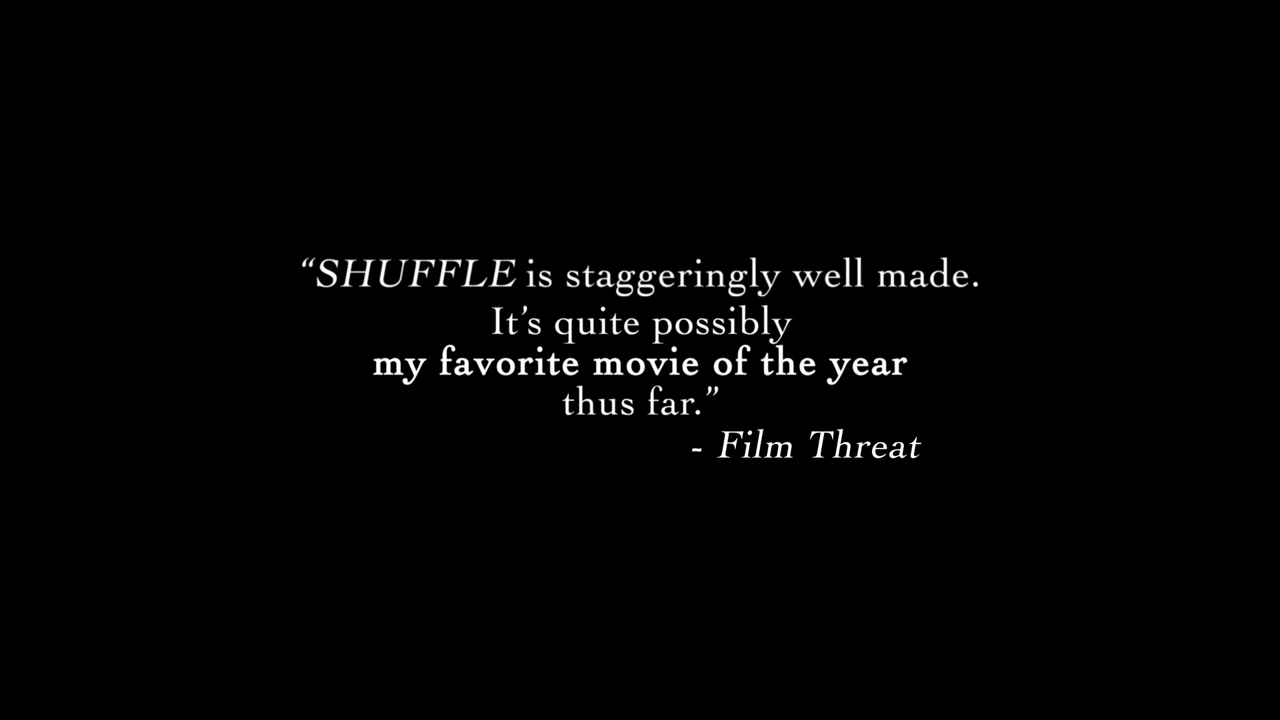 “SHUFFLE is staggeringly well made.
It’s quite possibly
my favorite movie of the year
thus far.”
- Film Threat